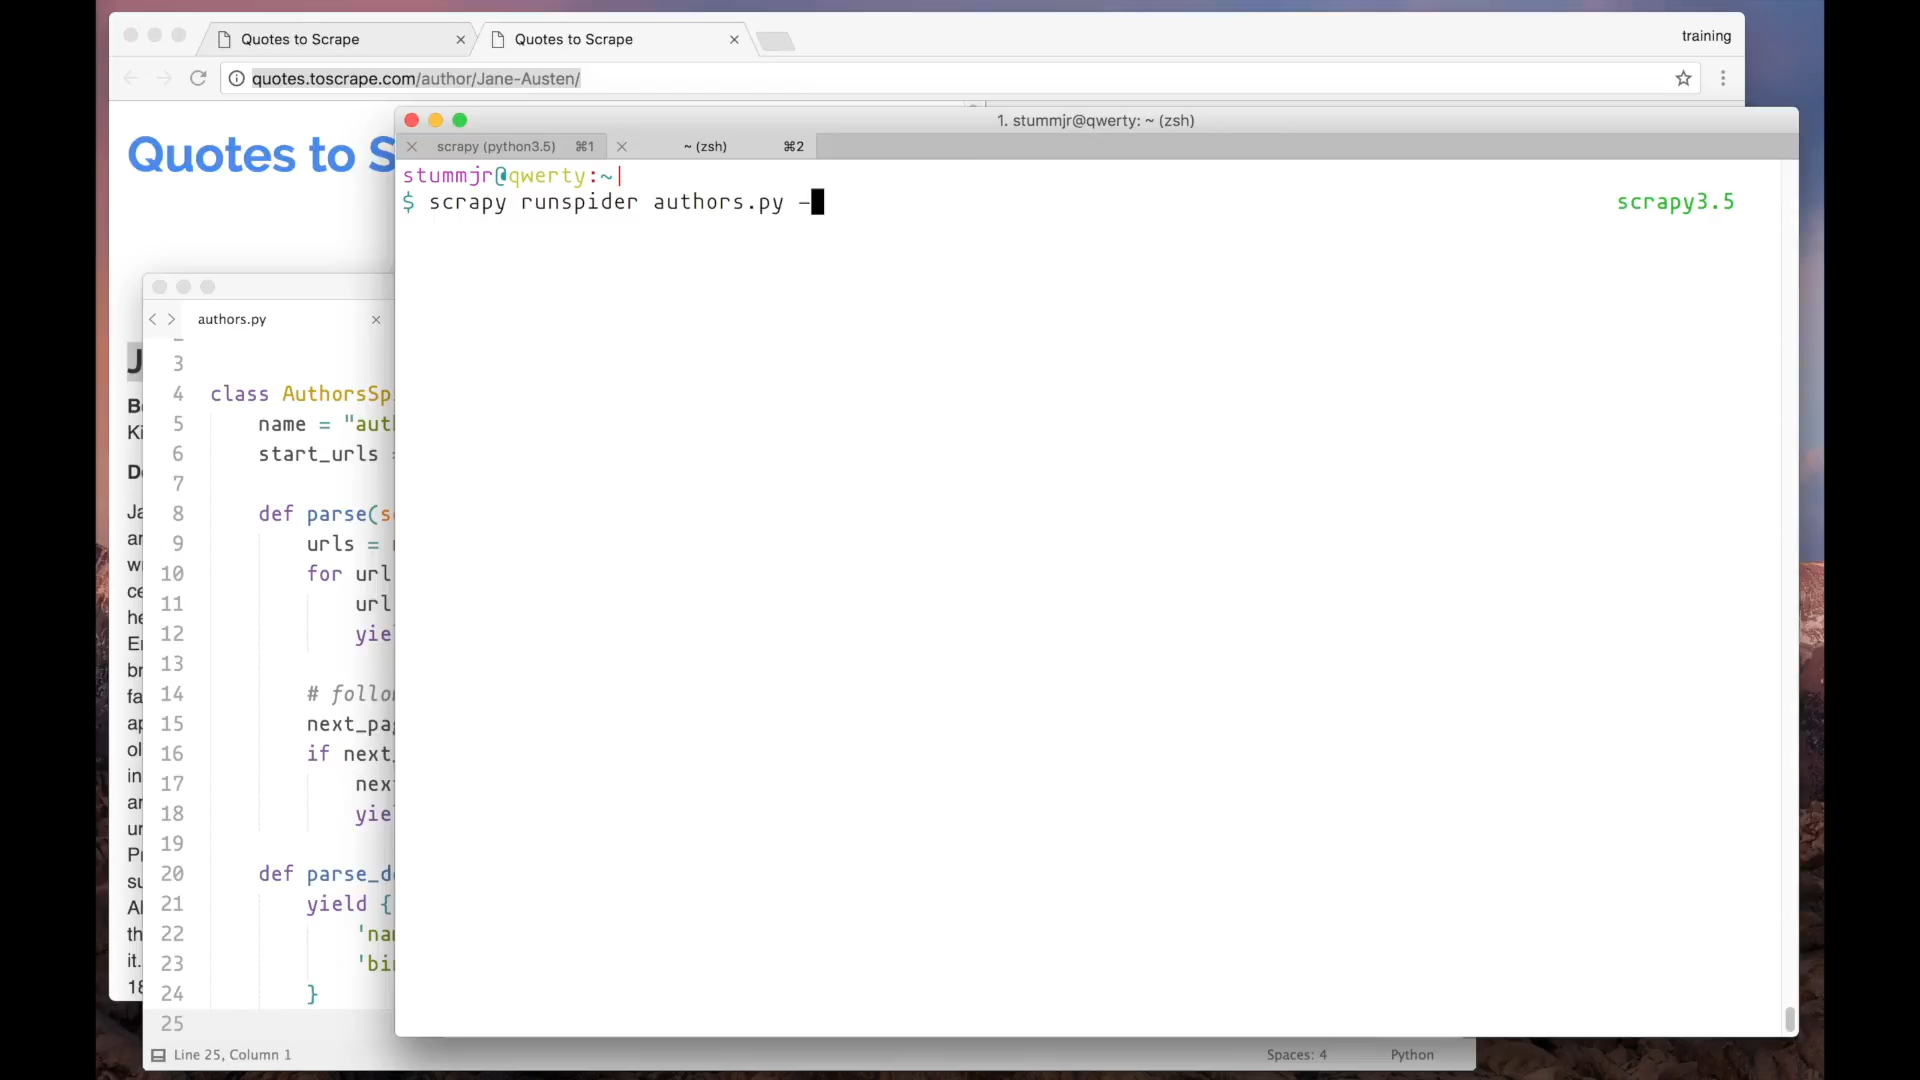 Quotes to Scrape
Quotes to Scrape
training
quotes.toscrape.com/author/Jane-Austen/
Quotes to S
1. stummjr@qwerty: ~ (zsh)
scrapy (python3.5) ⌘1
~ (zsh) ⌘2
stummjr@qwerty:~|
$ scrapy runspider authors.py -
scrapy3.5
authors.py
3
4 class AuthorsSp
5 name = "aut
6 start_urls
7
8 def parse(s
9 urls =
10 for url
11 url
12 yie
13
14 # follo
15 next_pa
16 if next
17 nex
18 yie
19
20 def parse_d
21 yield {
22 'na
23 'bi
24 }
25
Line 25, Column 1
Spaces: 4
Python